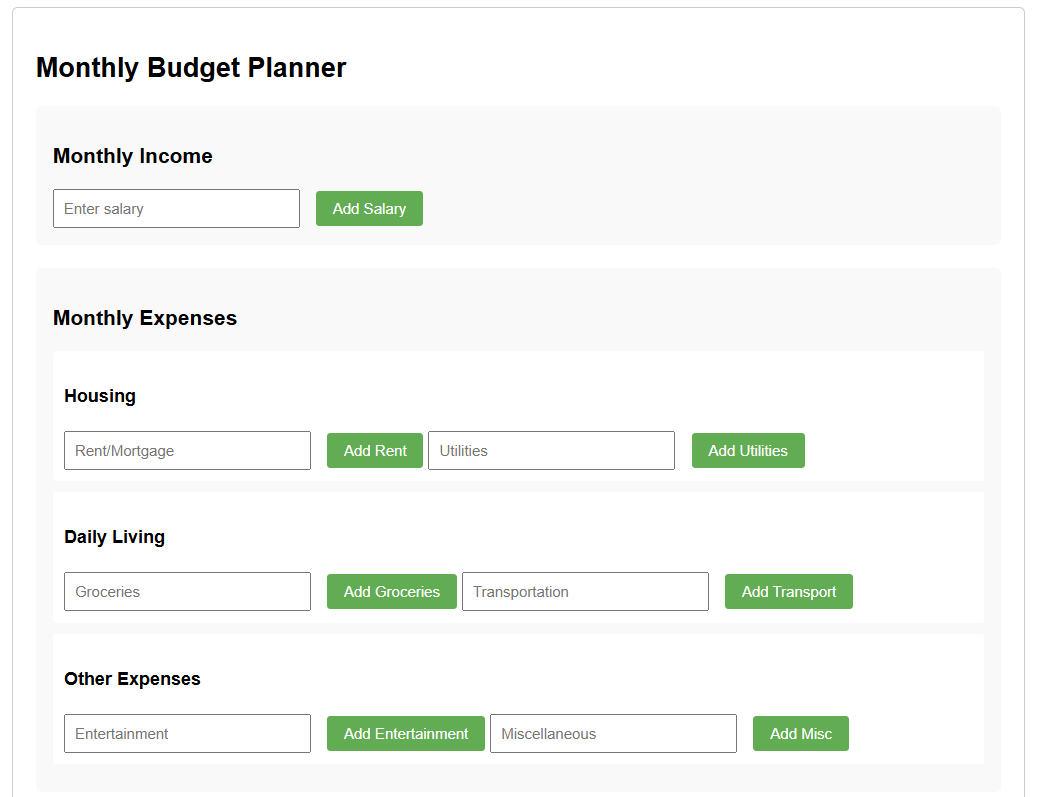 Monthly Budget Planner
Monthly Income
Enter salary Add Salary
Monthly Expenses
Housing
Rent/Mortgage Add Rent Utilities Add Utilities
Daily Living
Groceries Add Groceries Transportation Add Transport
Other Expenses
Entertainment Add Entertainment Miscellaneous Add Misc